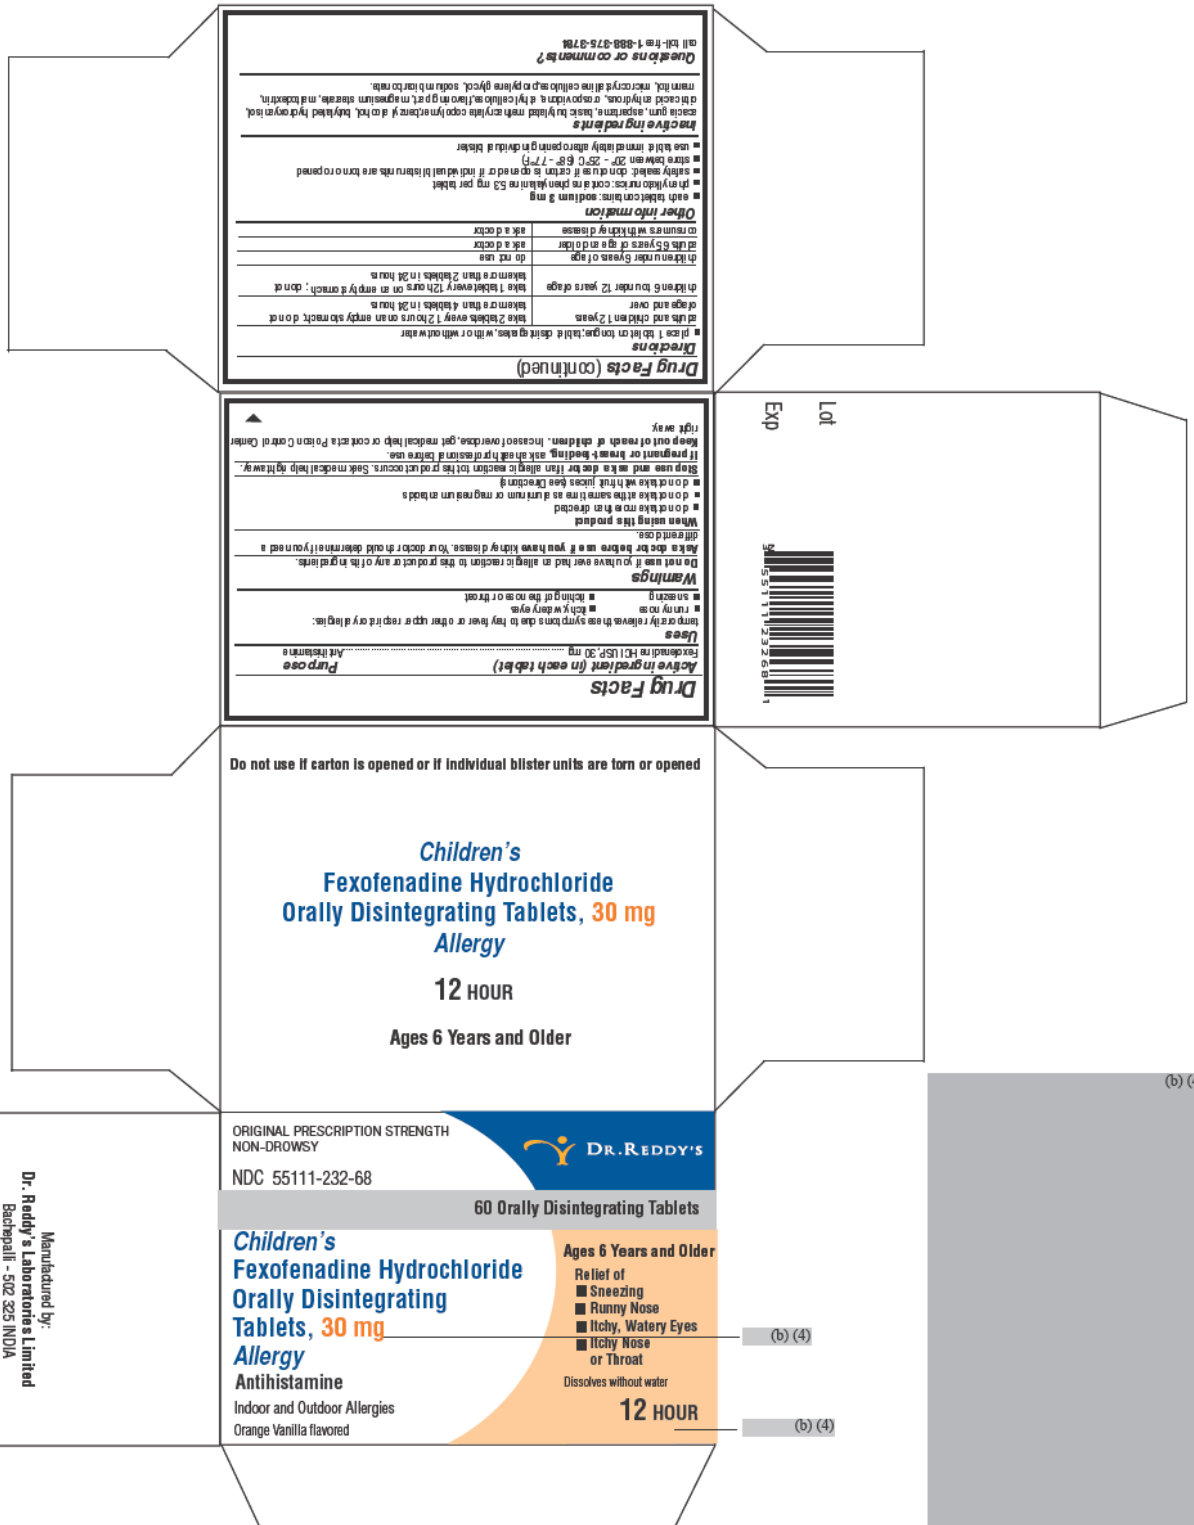 Drug Facts (continued)
Directions
■ place 1 tablet on tongue; tablet disintegrates, with or without water
adults and children 12 years of age and over
take 2 tablets every 12 hours on an empty stomach; do not take more than 4 tablets in 24 hours
children 6 to under 12 years of age
take 1 tablet every 12 hours on an empty stomach; do not take more than 2 tablets in 24 hours
children under 6 years of age
do not use
adults 65 years of age and older
ask a doctor
consumers with kidney disease
ask a doctor
Other information
■ each tablet contains: sodium 3 mg
■ phenylketonurics: contains phenylalanine 5.3 mg per tablet
■ safety sealed: do not use if carton is opened or if individual blister units are torn or opened
■ store between 20° - 25°C (68° - 77°F)
■ use tablet immediately after opening individual blister
Inactive ingredients
acacia gum, aspartame, basic butylated methacrylate copolymer, benzyl alcohol, butylated hydroxyanisol,
citric acid anhydrous, crospovidone, ethylcellulose, flavoring part, magnesium stearate, maltodextrin,
mannitol, microcrystalline cellulose, propylene glycol, sodium bicarbonate.
Questions or comments?
call toll-free 1-888-375-3784
Drug Facts
Active ingredient (in each tablet) Purpose
Fexofenadine HCl USP, 30 mg ........ Antihistamine
Uses
temporarily relieves these symptoms due to hay fever or other upper respiratory allergies:
■ runny nose ■ itchy, watery eyes
■ sneezing ■ itching of the nose or throat
Warnings
Do not use if you have ever had an allergic reaction to this product or any of its ingredients.
Ask a doctor before use if you have kidney disease. Your doctor should determine if you need a
different dose.
When using this product
■ do not take more than directed
■ do not take at the same time as aluminum or magnesium antacids
■ do not take with fruit juices (see Directions)
Stop use and ask a doctor if an allergic reaction to this product occurs. Seek medical help right away.
If pregnant or breast-feeding, ask a health professional before use.
Keep out of reach of children. In case of overdose, get medical help or contact a Poison Control Center
right away.
Lot
Exp
3 55111 23268 1
Do not use if carton is opened or if individual blister units are torn or opened
Children's
Fexofenadine Hydrochloride
Orally Disintegrating Tablets, 30 mg
Allergy
12 HOUR
Ages 6 Years and Older
ORIGINAL PRESCRIPTION STRENGTH
NON-DROWSY
NDC 55111-232-68
DR.REDDY'S
60 Orally Disintegrating Tablets
Children's
Fexofenadine Hydrochloride
Orally Disintegrating
Tablets, 30 mg
Allergy
Antihistamine
Indoor and Outdoor Allergies
Orange Vanilla flavored
Ages 6 Years and Older
Relief of
■ Sneezing
■ Runny Nose
■ Itchy, Watery Eyes
■ Itchy Nose
or Throat
Dissolves without water
12 HOUR
Manufactured by:
Dr. Reddy's Laboratories Limited
Bachepalli - 502 325 INDIA
(b) (4)
(b) (4)
(b) (4